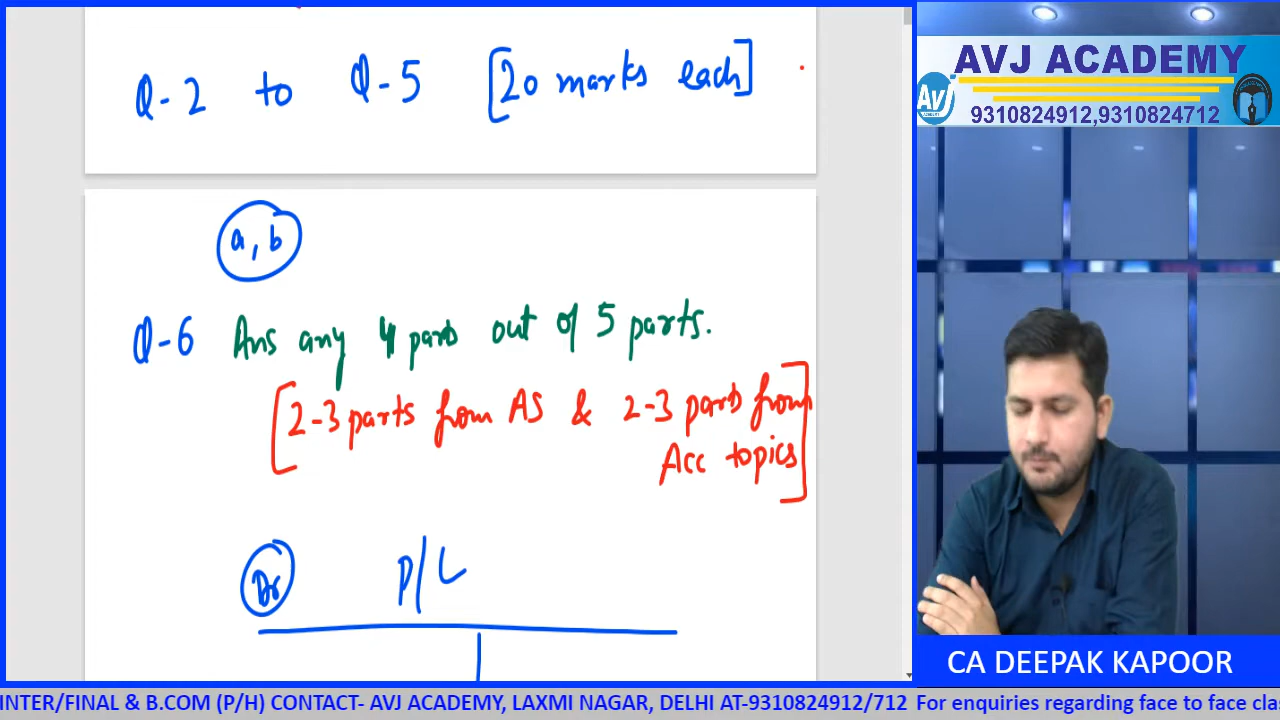 Q-2 to Q-5 [20 marks each]
a, b
Q-6 Ans any 4 parts out of 5 parts.
[2-3 parts from AS & 2-3 parts from
Acc topics]
Dr P/L
AVJ ACADEMY
9310824912,9310824712
AVJ
ACADEMY
CA DEEPAK KAPOOR
INTER/FINAL & B.COM (P/H) CONTACT- AVJ ACADEMY, LAXMI NAGAR, DELHI AT-9310824912/712 For enquiries regarding face to face cla